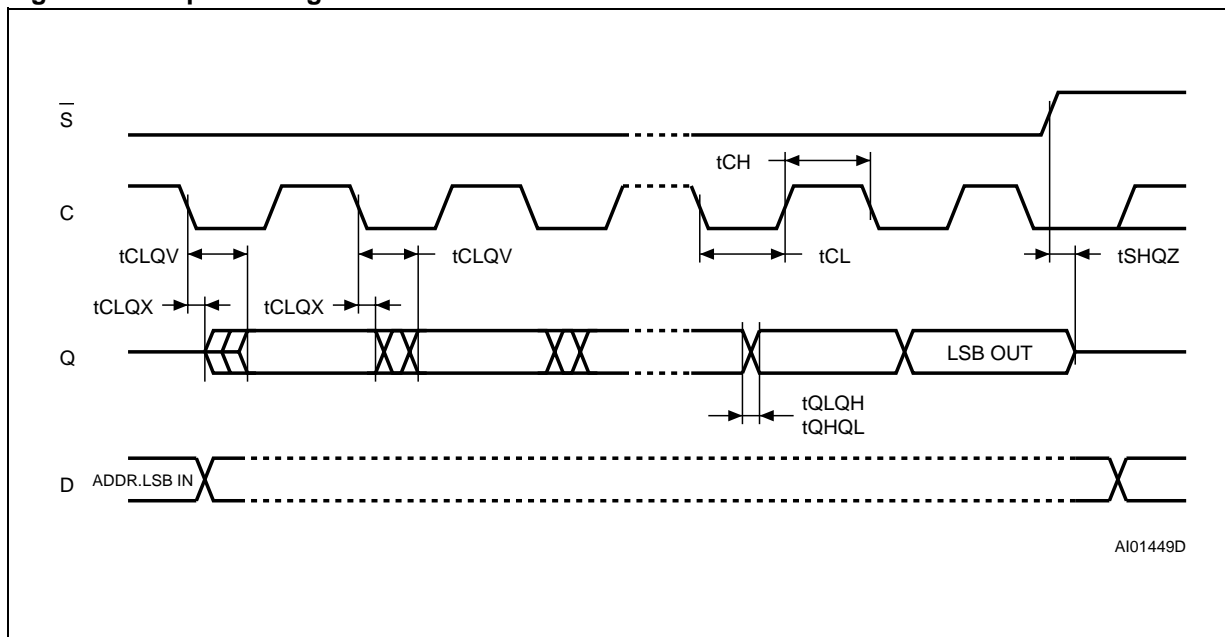 S
tCH
C
tCLQV
tCLQV
tCL
tSHQZ
tCLQX
tCLQX
Q
LSB OUT
tQLQH
tQHQL
D
ADDR.LSB IN
AI01449D